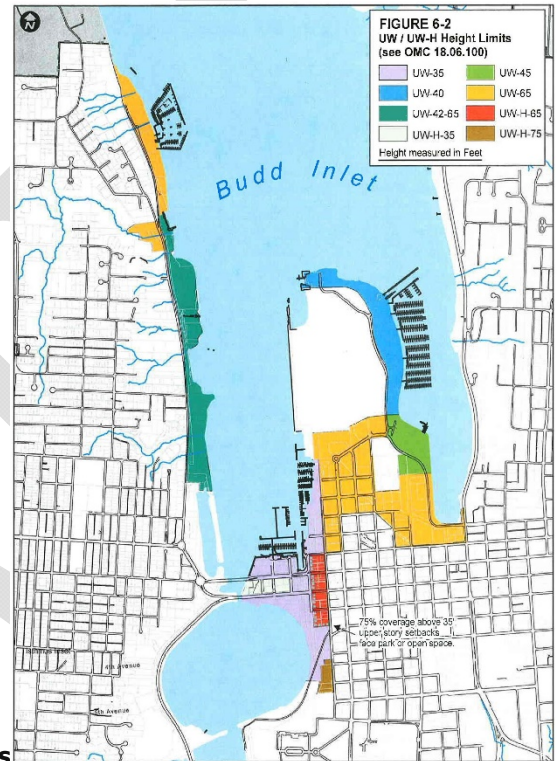 FIGURE 6-2
UW / UW-H Height Limits
(see OMC 18.06.100)
UW-35
UW-45
UW-40
UW-65
UW-42-65
UW-H-65
UW-H-35
UW-H-75
Height measured in Feet
Budd Inlet
75% coverage above 35'
upper story setbacks
face park or open space.
4th Avenue
5th Avenue
s